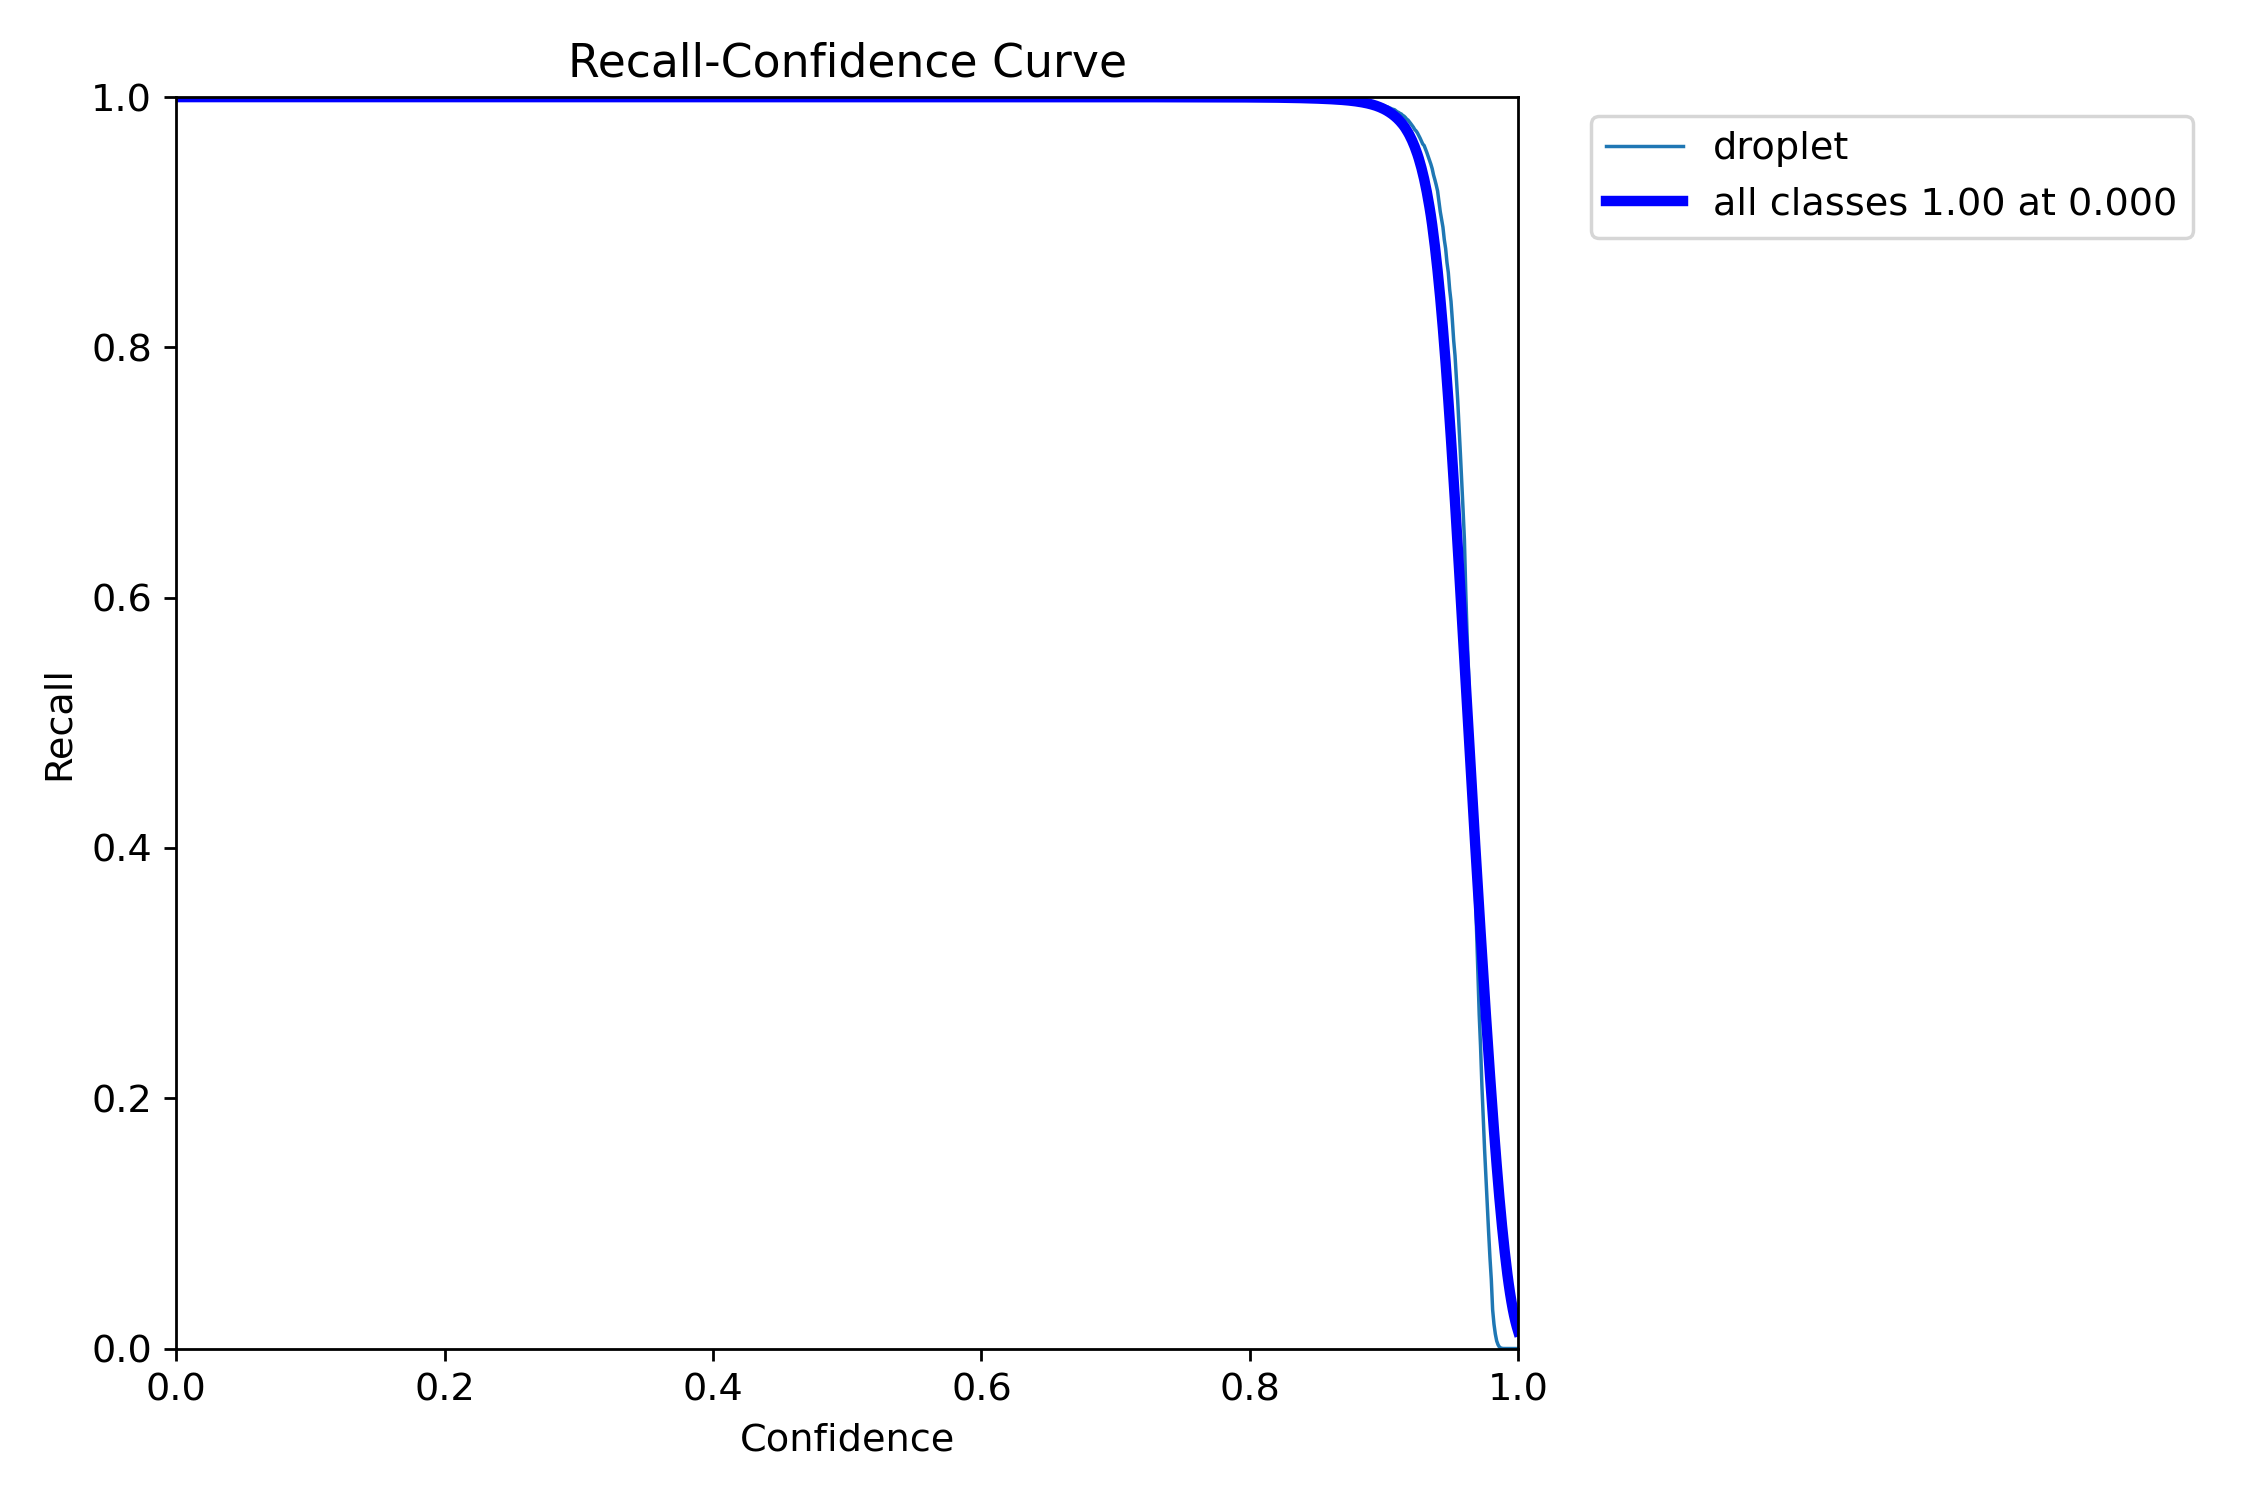 Recall-Confidence Curve
droplet
all classes 1.00 at 0.000
Recall
1.0
0.8
0.6
0.4
0.2
0.0
0.0 0.2 0.4 0.6 0.8 1.0
Confidence